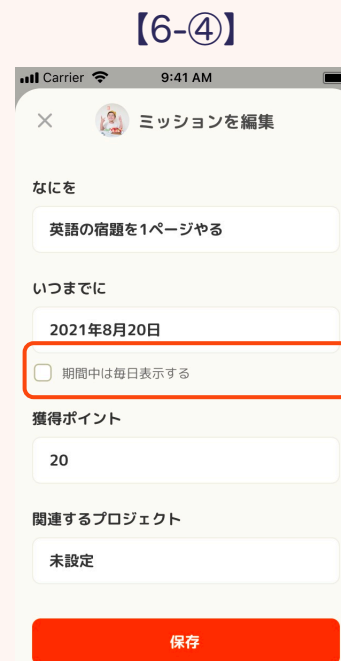 【6-④】
Carrier 9:41 AM
ミッションを編集
なにを
英語の宿題を1ページやる
いつまでに
2021年8月20日
期間中は毎日表示する
獲得ポイント
20
関連するプロジェクト
未設定
保存